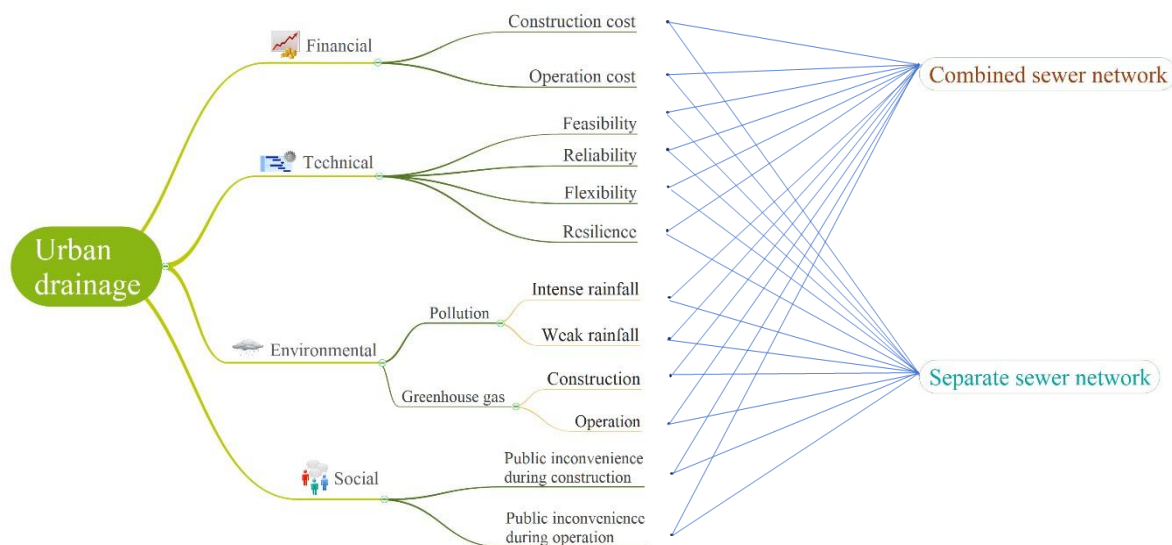 Urban
drainage
Financial
Construction cost
Operation cost
Technical
Feasibility
Reliability
Flexibility
Resilience
Environmental
Pollution
Intense rainfall
Weak rainfall
Greenhouse gas
Construction
Operation
Social
Public inconvenience
during construction
Public inconvenience
during operation
Combined sewer network
Separate sewer network